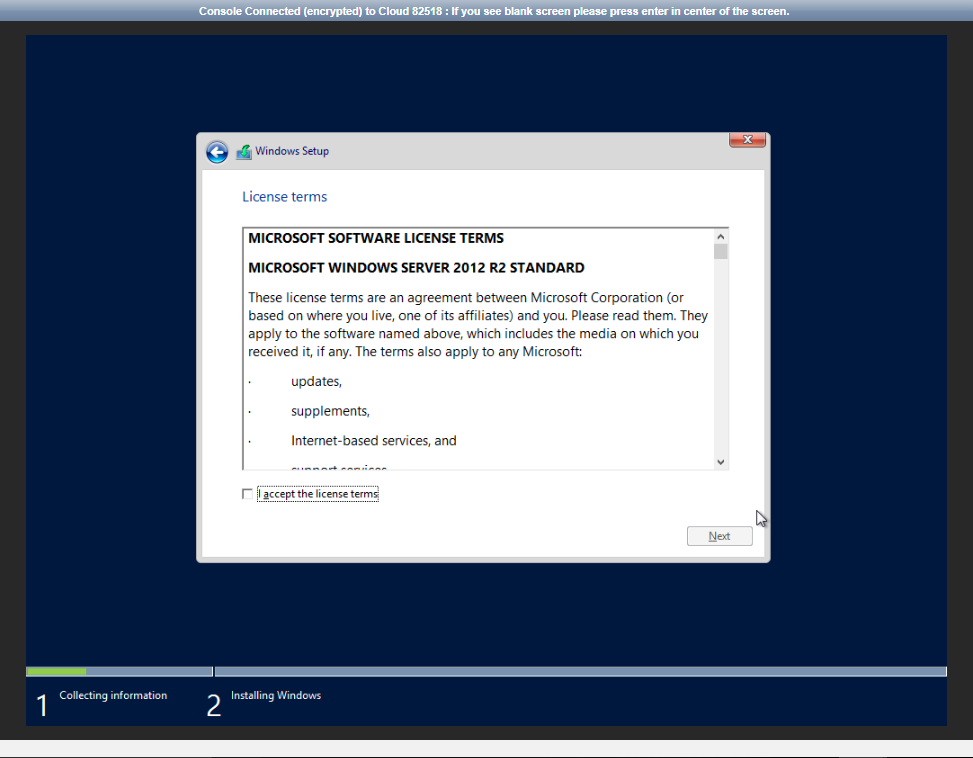 Console Connected (encrypted) to Cloud 82518 : If you see blank screen please press enter in center of the screen.
Windows Setup
License terms
MICROSOFT SOFTWARE LICENSE TERMS
MICROSOFT WINDOWS SERVER 2012 R2 STANDARD
These license terms are an agreement between Microsoft Corporation (or
based on where you live, one of its affiliates) and you. Please read them. They
apply to the software named above, which includes the media on which you
received it, if any. The terms also apply to any Microsoft:
· updates,
· supplements,
· Internet-based services, and
support services
I accept the license terms
Next
1 Collecting information
2 Installing Windows